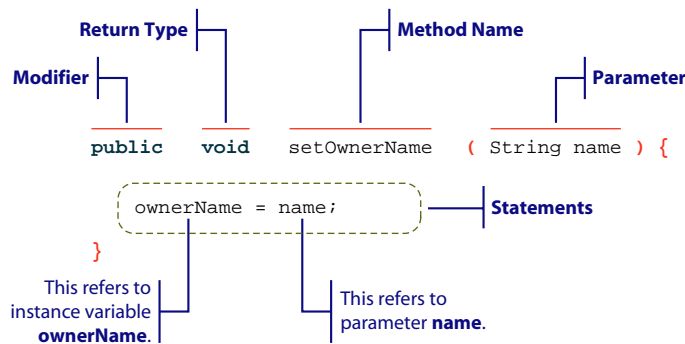 Return Type
Method Name
Modifier
Parameter
public void setOwnerName ( String name ) {
ownerName = name;
Statements
}
This refers to
instance variable
ownerName.
This refers to
parameter name.